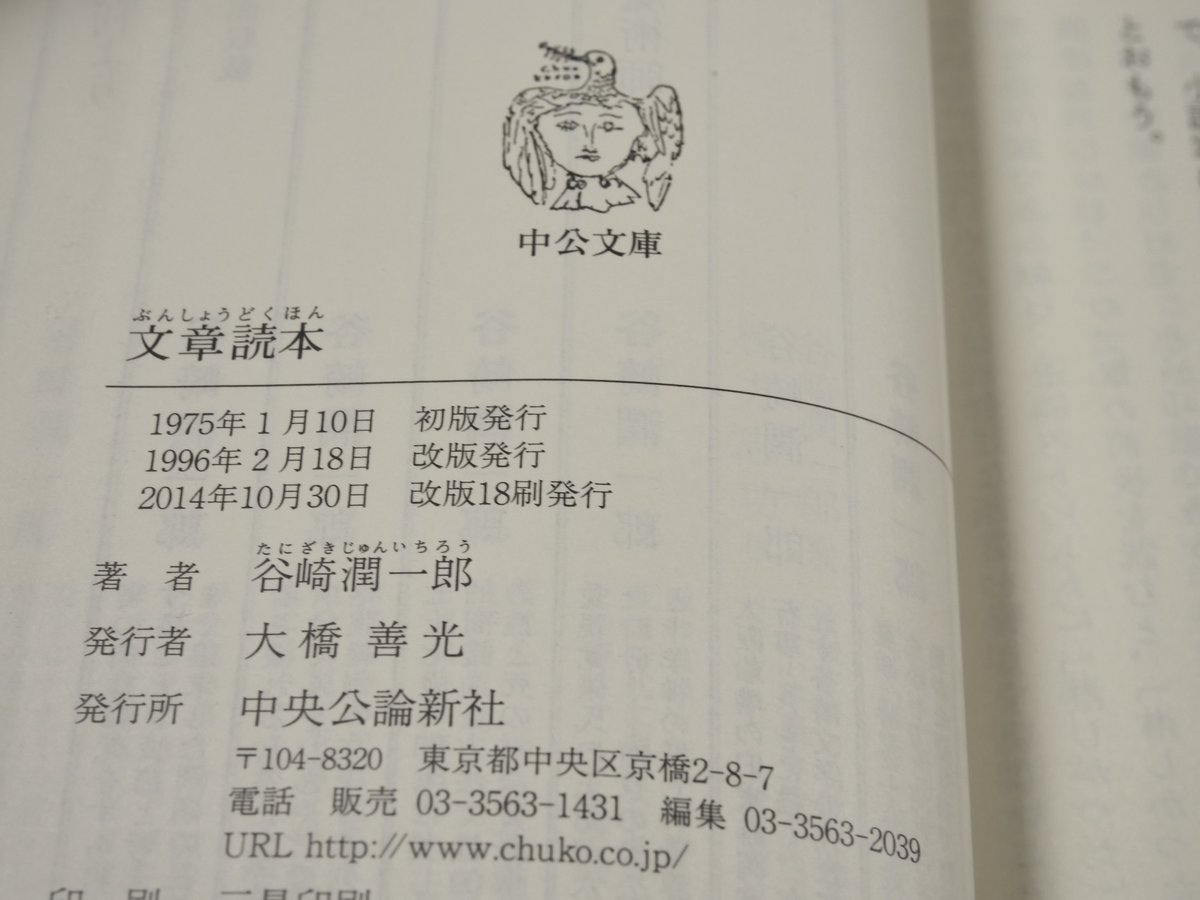 中公文庫
ぶんしょうどくほん
文章読本
1975年1月10日 初版発行
1996年2月18日 改版発行
2014年10月30日 改版18刷発行
たにざきじゅんいちろう
著 者 谷崎潤一郎
発行者 大橋善光
発行所 中央公論新社
〒104-8320 東京都中央区京橋2-8-7
電話 販売 03-3563-1431 編集 03-3563-2039
URL http://www.chuko.co.jp/
とおもう。